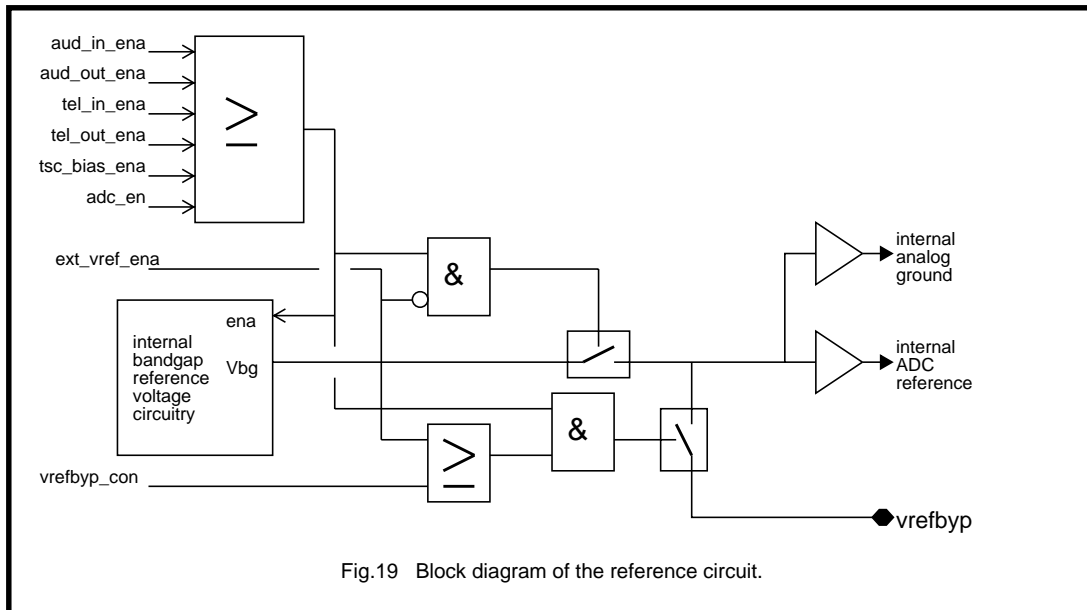 aud_in_ena
aud_out_ena
tel_in_ena
tel_out_ena
tsc_bias_ena
adc_en
≥
ext_vref_ena
&
internal
analog
ground
ena
internal
bandgap
reference
voltage
circuitry
Vbg
internal
ADC
reference
&
≥
vrefbyp_con
vrefbyp
Fig.19 Block diagram of the reference circuit.